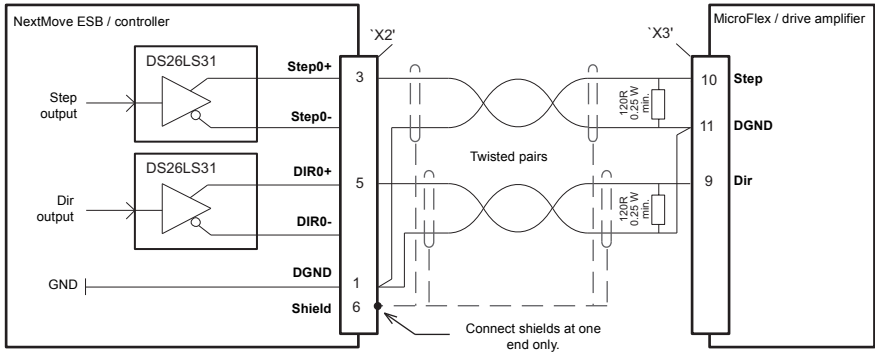 NextMove ESB / controller
`X2'
`X3'
MicroFlex / drive amplifier
DS26LS31
Step
output
Step0+
Step0-
3
10
Step
120R
0.25 W
min.
11
DGND
Twisted pairs
DS26LS31
Dir
output
DIR0+
DIR0-
5
9
Dir
120R
0.25 W
min.
GND
DGND
1
Shield
6
Connect shields at one
end only.